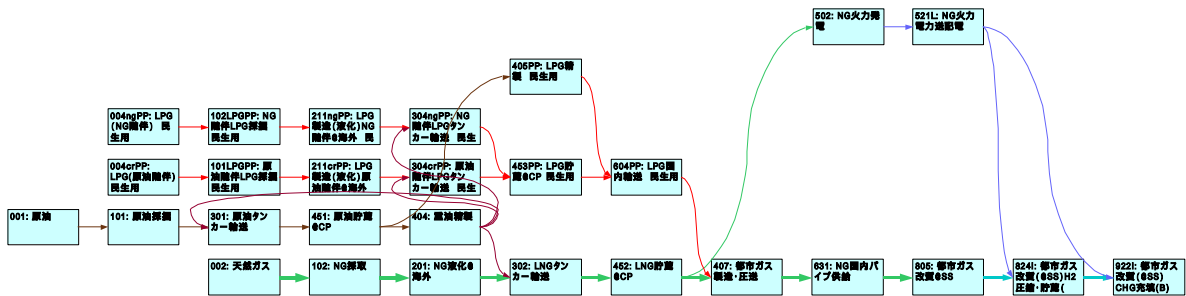 502: NG火力発
電
521L: NG火力
電力送配電
405PP: LPG精
製 民生用
004ngPP: LPG
(NG随伴) 民
生用
102LPGPP: NG
随伴LPG採掘
民生用
211ngPP: LPG
製造(液化)NG
随伴@海外 民
304ngPP: NG
随伴LPGタン
カー輸送 民生
004crPP:
LPG(原油随伴)
民生用
101LPGPP: 原
油随伴LPG採掘
民生用
211crPP: LPG
製造(液化)原
油随伴@海外
304crPP: 原油
随伴LPGタン
カー輸送 民生
453PP: LPG貯
蔵@CP 民生用
604PP: LPG国
内輸送 民生用
001: 原油
101: 原油採掘
301: 原油タン
カー輸送
451: 原油貯蔵
@CP
404: 重油精製
002: 天然ガス
102: NG採取
201: NG液化@
海外
302: LNGタン
カー輸送
452: LNG貯蔵
@CP
407: 都市ガス
製造・圧送
631: NG国内パ
イプ供給
805: 都市ガス
改質@SS
824I: 都市ガス
改質(@SS)H2
圧縮・貯蔵(
922I: 都市ガス
改質(@SS)
CHG充填(B)